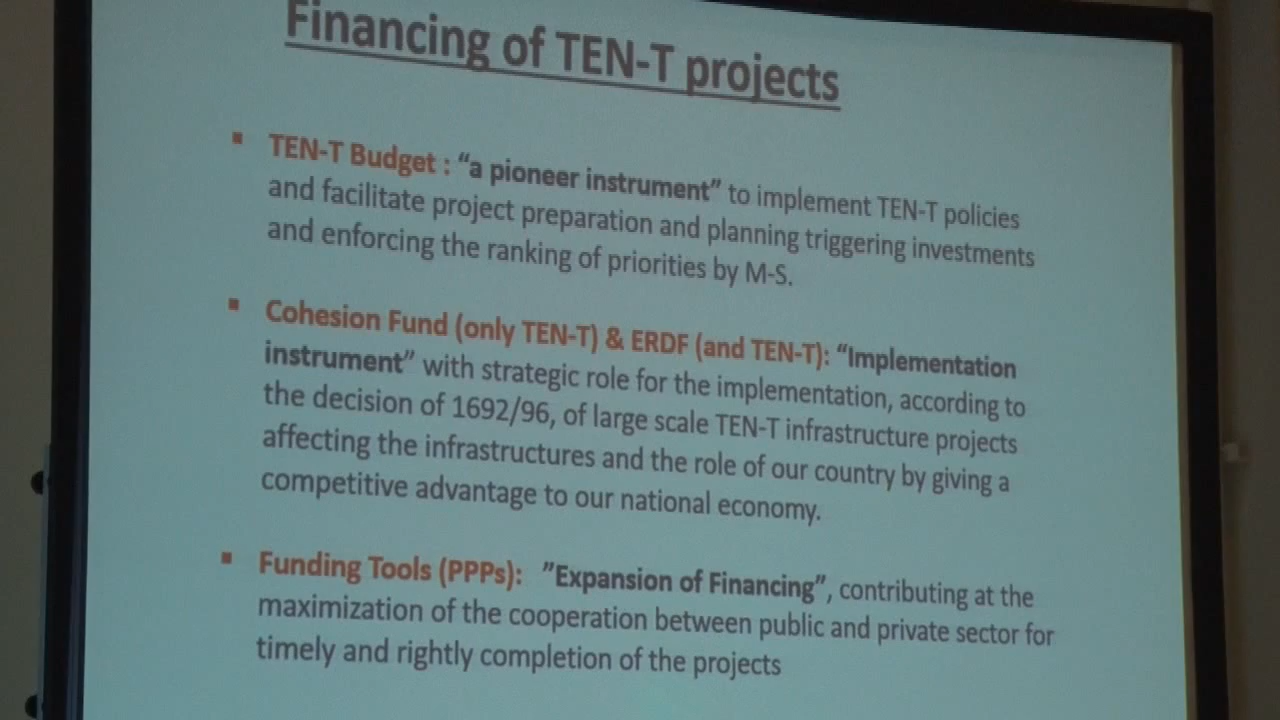 Financing of TEN-T projects
▪ TEN-T Budget : “a pioneer instrument” to implement TEN-T policies
and facilitate project preparation and planning triggering investments
and enforcing the ranking of priorities by M-S.
▪ Cohesion Fund (only TEN-T) & ERDF (and TEN-T): “Implementation
instrument” with strategic role for the implementation, according to
the decision of 1692/96, of large scale TEN-T infrastructure projects
affecting the infrastructures and the role of our country by giving a
competitive advantage to our national economy.
▪ Funding Tools (PPPs): ”Expansion of Financing”, contributing at the
maximization of the cooperation between public and private sector for
timely and rightly completion of the projects